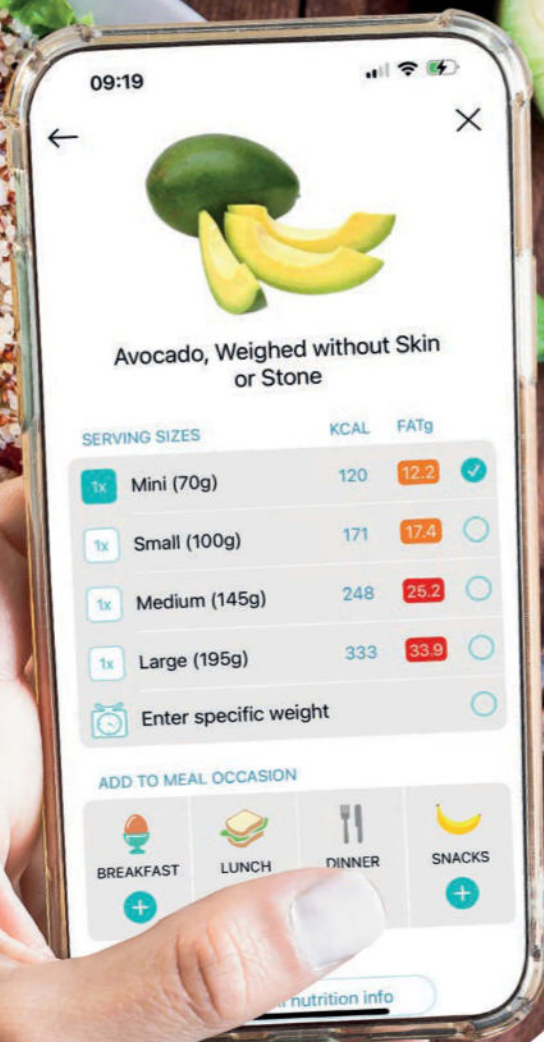 09:19
Avocado, Weighed without Skin
or Stone
SERVING SIZES KCAL FATg
1x Mini (70g) 120 12.2
1x Small (100g) 171 17.4
1x Medium (145g) 248 25.2
1x Large (195g) 333 33.9
Enter specific weight
ADD TO MEAL OCCASION
BREAKFAST LUNCH DINNER SNACKS
nutrition info